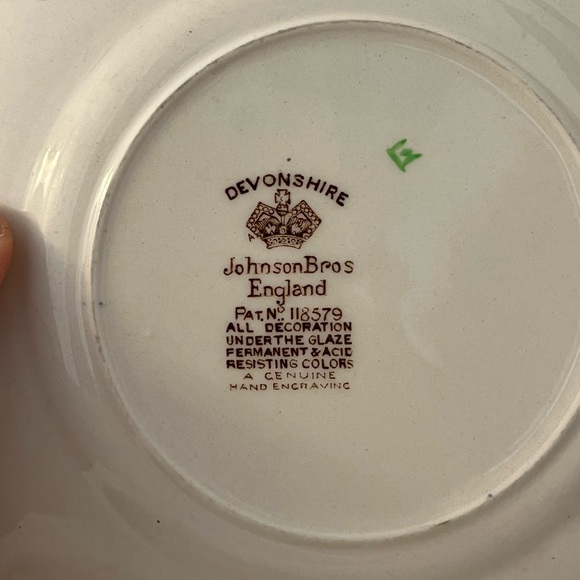 DEVONSHIRE
A
JohnsonBros
England
PAT. Nº 118579
ALL DECORATION
UNDER THE GLAZE
PERMANENT & ACID
RESISTING COLORS
A GENUINE
HAND ENGRAVING